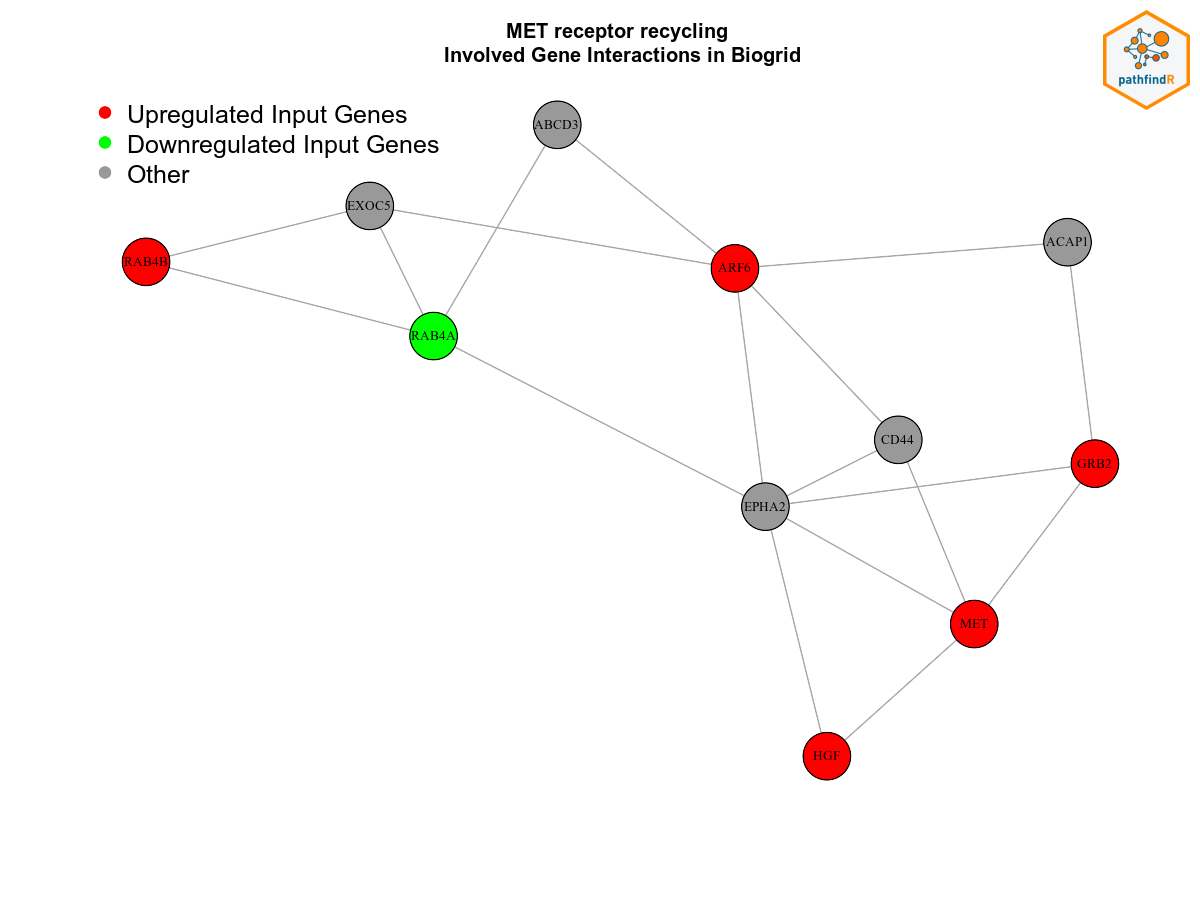 MET receptor recycling
Involved Gene Interactions in Biogrid
pathfindR
Upregulated Input Genes
Downregulated Input Genes
Other
ABCD3
EXOC5
ACAP1
RAB4B
ARF6
RAB4A
CD44
GRB2
EPHA2
MET
HGF